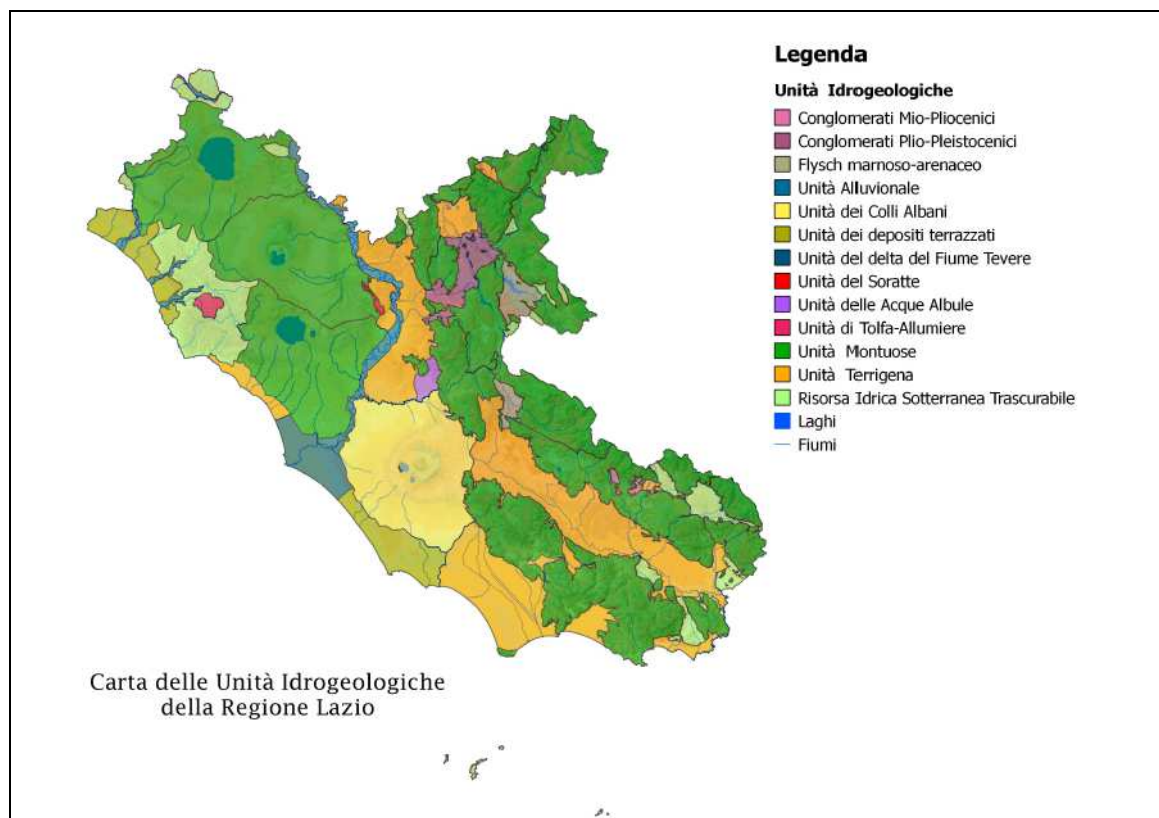 Legenda
Unità Idrogeologiche
Conglomerati Mio-Pliocenici
Conglomerati Plio-Pleistocenici
Flysch marnoso-arenaceo
Unità Alluvionale
Unità dei Colli Albani
Unità dei depositi terrazzati
Unità del delta del Fiume Tevere
Unità del Soratte
Unità delle Acque Albule
Unità di Tolfa-Allumiere
Unità Montuose
Unità Terrigena
Risorsa Idrica Sotterranea Trascurabile
Laghi
Fiumi
Carta delle Unità Idrogeologiche
della Regione Lazio